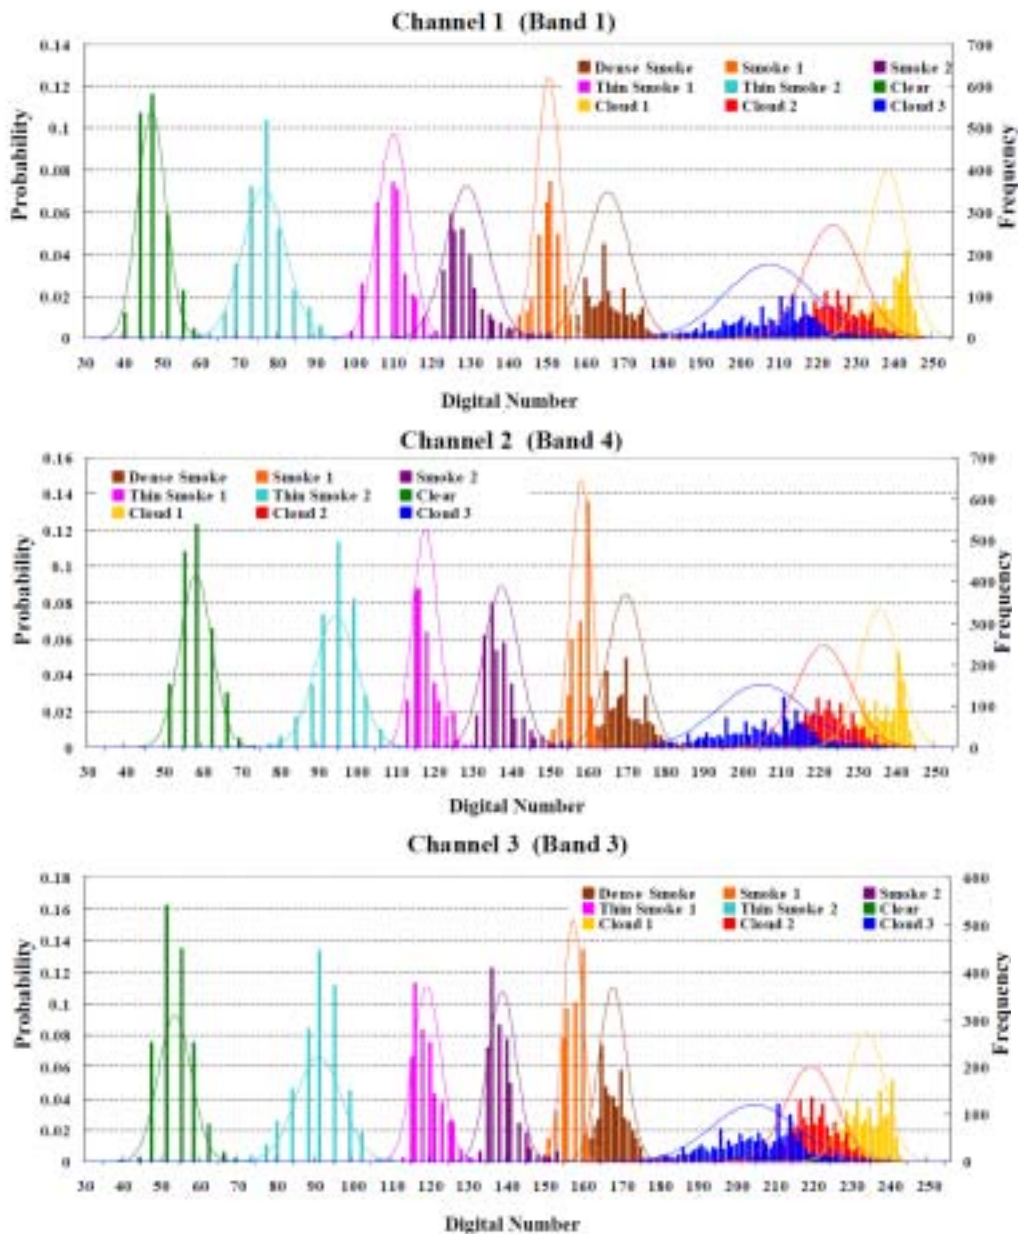 Channel 1 (Band 1)
0.14
0.12
0.1
0.08
0.06
0.04
0.02
0
Probability
700
600
500
400
300
200
100
0
Frequency
Dense Smoke Smoke 1 Smoke 2
Thin Smoke 1 Thin Smoke 2 Clear
Cloud 1 Cloud 2 Cloud 3
30 40 50 60 70 80 90 100 110 120 130 140 150 160 170 180 190 200 210 220 230 240 250
Digital Number
Channel 2 (Band 4)
0.16
0.14
0.12
0.1
0.08
0.06
0.04
0.02
0
Probability
700
600
500
400
300
200
100
0
Frequency
Dense Smoke Smoke 1 Smoke 2
Thin Smoke 1 Thin Smoke 2 Clear
Cloud 1 Cloud 2 Cloud 3
30 40 50 60 70 80 90 100 110 120 130 140 150 160 170 180 190 200 210 220 230 240 250
Digital Number
Channel 3 (Band 3)
0.18
0.16
0.14
0.12
0.1
0.08
0.06
0.04
0.02
0
Probability
600
500
400
300
200
100
0
Frequency
Dense Smoke Smoke 1 Smoke 2
Thin Smoke 1 Thin Smoke 2 Clear
Cloud 1 Cloud 2 Cloud 3
30 40 50 60 70 80 90 100 110 120 130 140 150 160 170 180 190 200 210 220 230 240 250
Digital Number